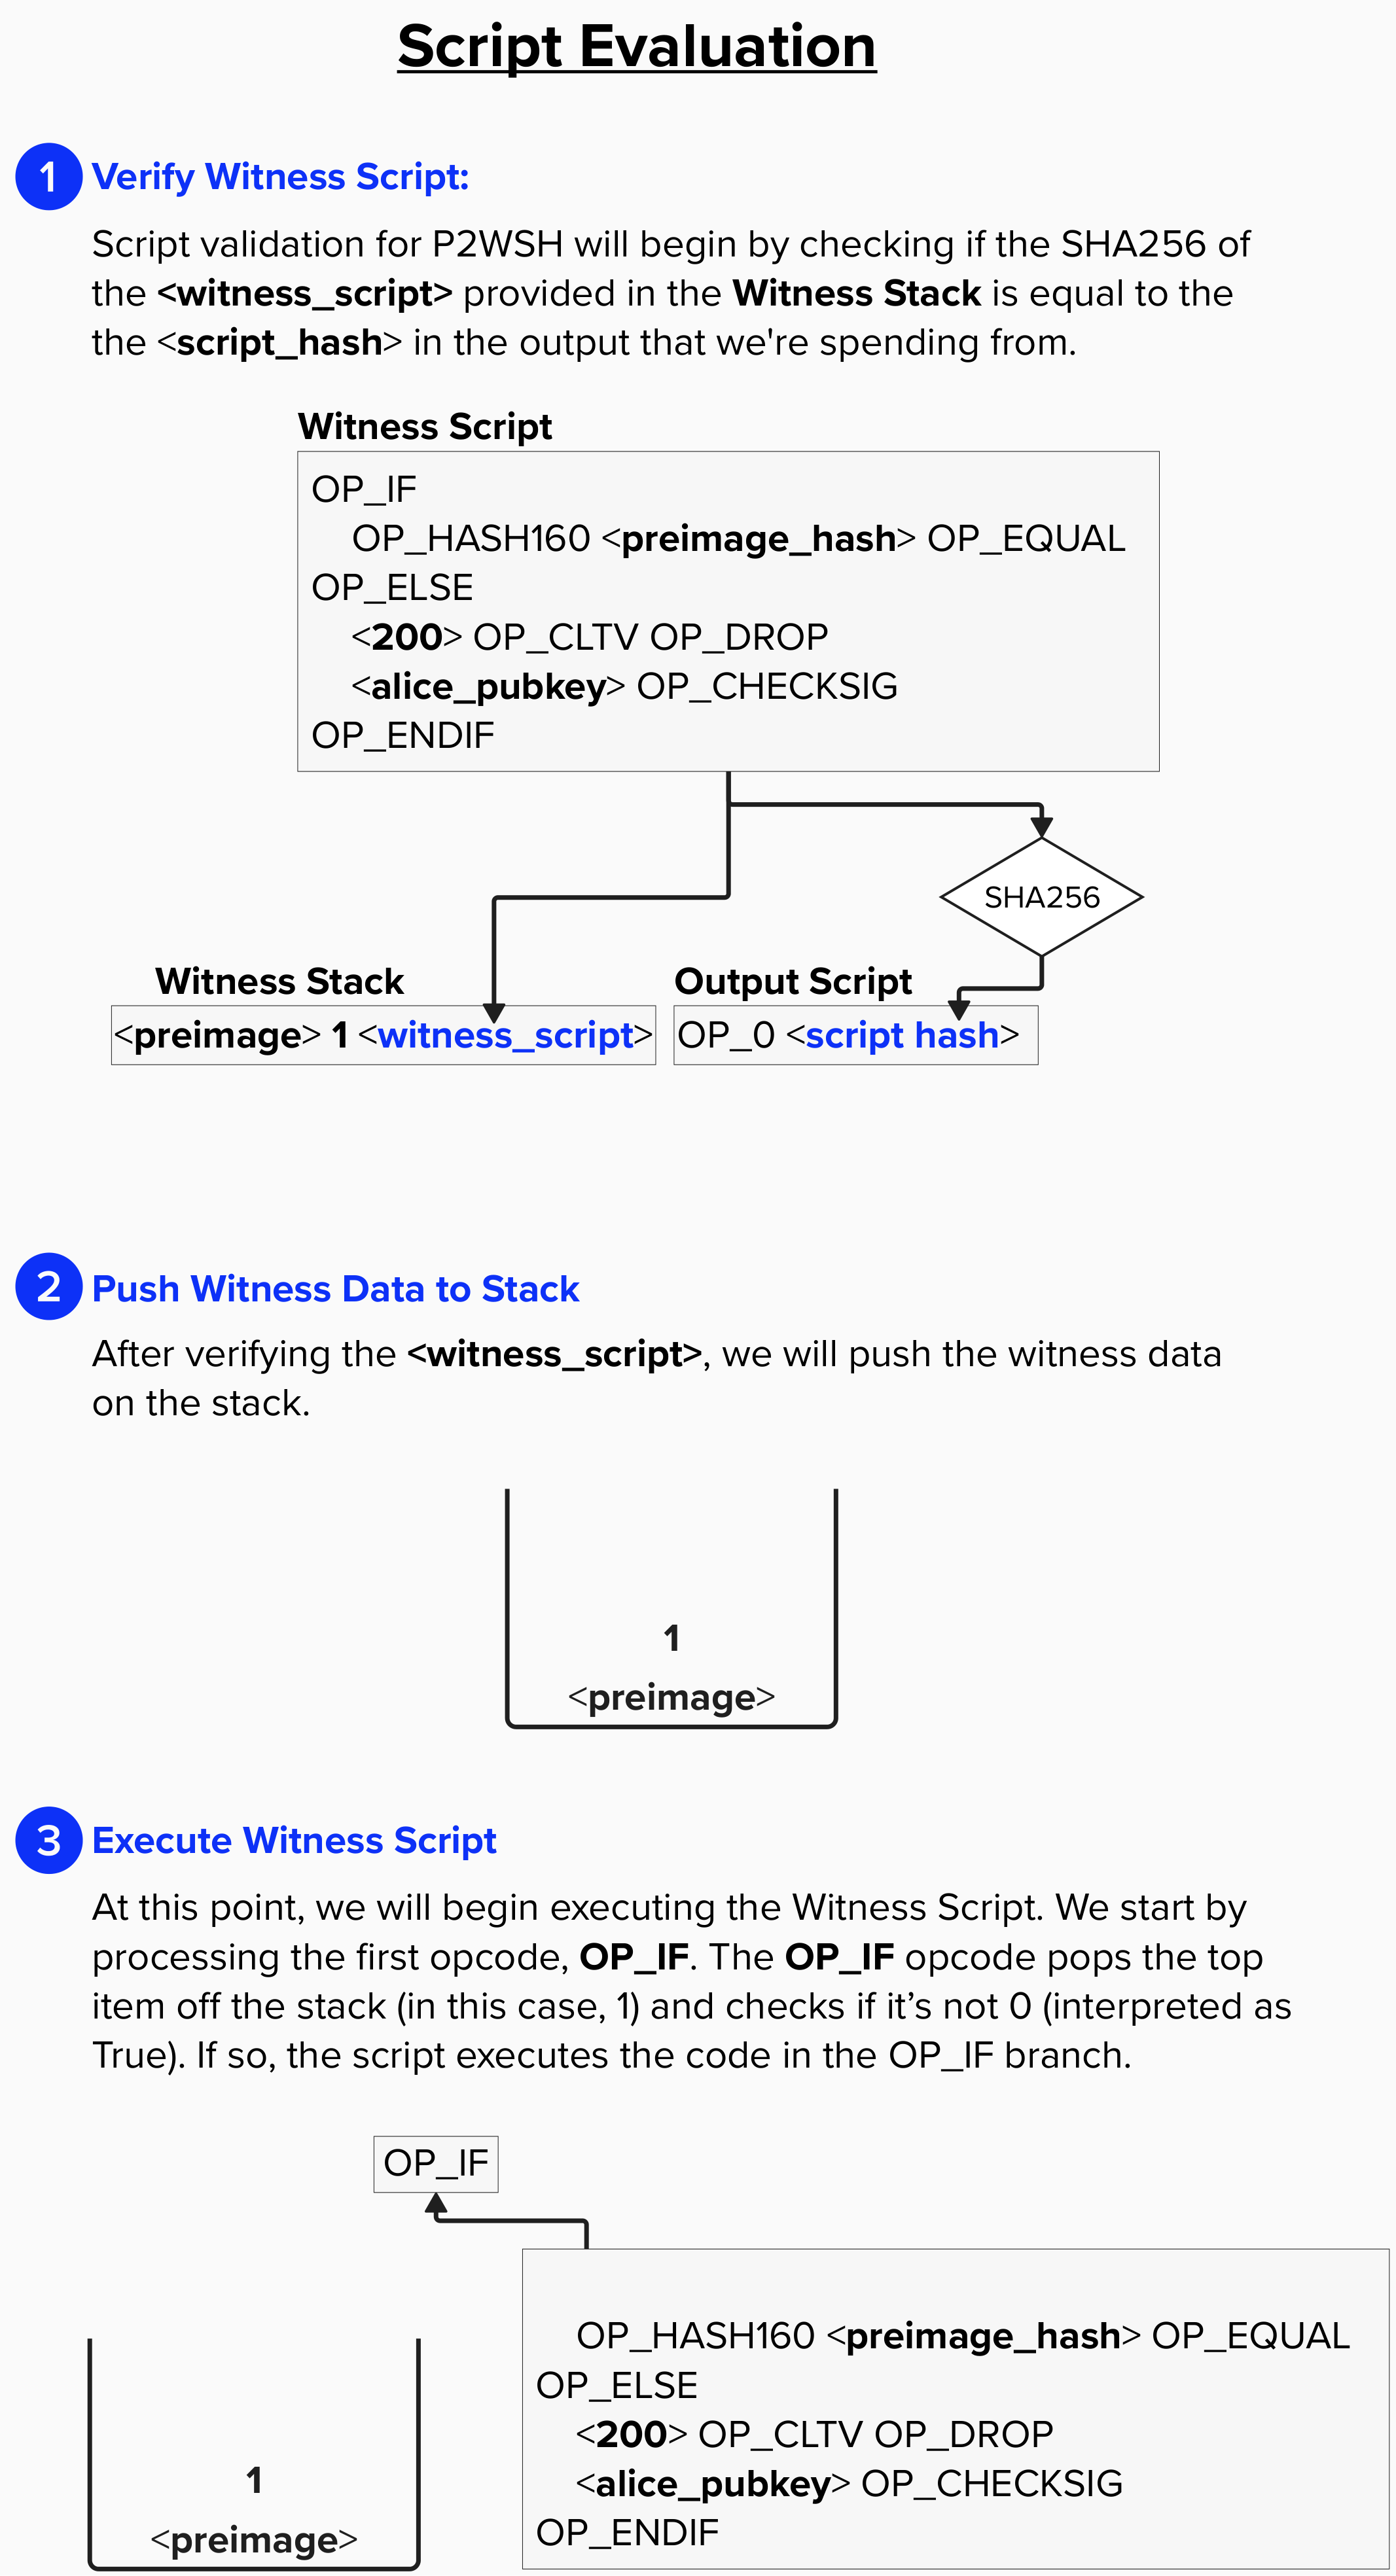 Script Evaluation
1 Verify Witness Script:
Script validation for P2WSH will begin by checking if the SHA256 of
the <witness_script> provided in the Witness Stack is equal to the
the <script_hash> in the output that we're spending from.
Witness Script
OP_IF
OP_HASH160 <preimage_hash> OP_EQUAL
OP_ELSE
<200> OP_CLTV OP_DROP
<alice_pubkey> OP_CHECKSIG
OP_ENDIF
SHA256
Witness Stack
<preimage> 1 <witness_script>
Output Script
OP_0 <script hash>
2 Push Witness Data to Stack
After verifying the <witness_script>, we will push the witness data
on the stack.
1
<preimage>
3 Execute Witness Script
At this point, we will begin executing the Witness Script. We start by
processing the first opcode, OP_IF. The OP_IF opcode pops the top
item off the stack (in this case, 1) and checks if it’s not 0 (interpreted as
True). If so, the script executes the code in the OP_IF branch.
OP_IF
1
<preimage>
OP_HASH160 <preimage_hash> OP_EQUAL
OP_ELSE
<200> OP_CLTV OP_DROP
<alice_pubkey> OP_CHECKSIG
OP_ENDIF